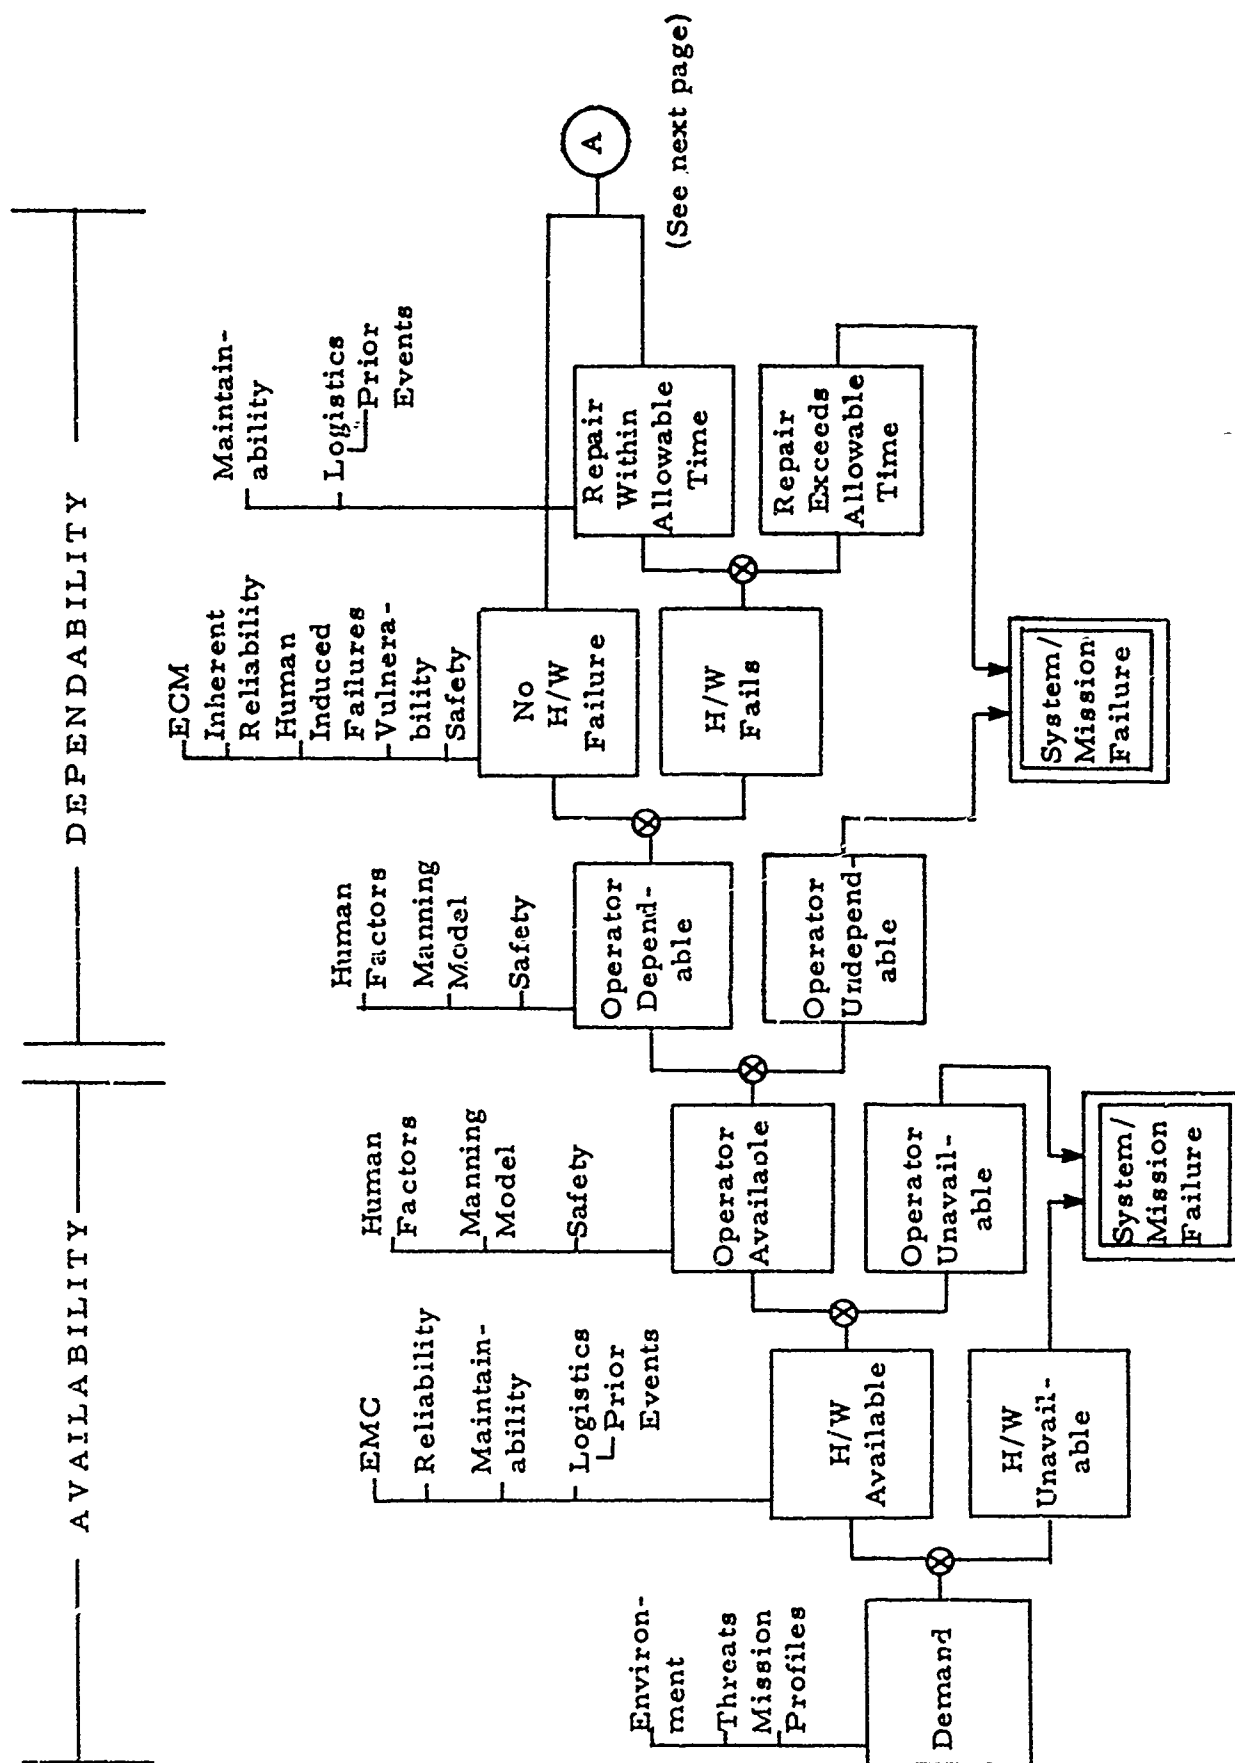 AVAILABILITY
DEPENDABILITY
Environ-
ment
Threats
Mission
Profiles
Demand
EMC
Reliability
Maintain-
ability
Logistics
Prior
Events
H/W
Available
H/W
Unavail-
able
Human
Factors
Manning
Model
Safety
Operator
Available
Operator
Unavail-
able
System/
Mission
Failure
Human
Factors
Manning
Model
Safety
Operator
Depend-
able
Operator
Undepend-
able
ECM
Inherent
Reliability
Human
Induced
Failures
Vulnera-
bility
Safety
No
H/W
Failure
H/W
Fails
System/
Mission
Failure
Maintain-
ability
Logistics
Prior
Events
Repair
Within
Allowable
Time
Repair
Exceeds
Allowable
Time
A
(See next page)